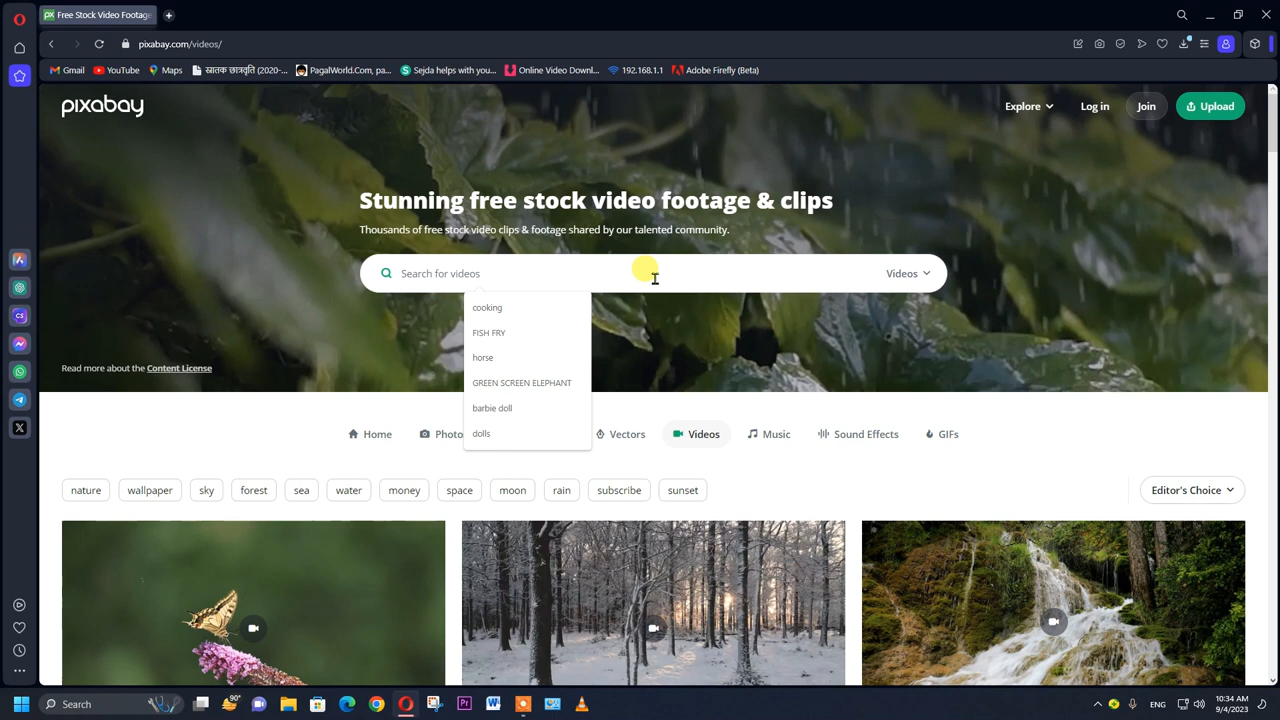 px Free Stock Video Footage
pixabay.com/videos/
Gmail YouTube Maps स्नातक छात्रवृति (2020-... PagalWorld.Com, pa... Sejda helps with you... Online Video Downl... 192.168.1.1 Adobe Firefly (Beta)
pixabay Explore Log in Join Upload
Stunning free stock video footage & clips
Thousands of free stock video clips & footage shared by our talented community.
Search for videos Videos
cooking
FISH FRY
horse
GREEN SCREEN ELEPHANT
barbie doll
dolls
Read more about the Content License
Home Photo Vectors Videos Music Sound Effects GIFs
nature wallpaper sky forest sea water money space moon rain subscribe sunset Editor's Choice
Search 90° ENG 10:34 AM
9/4/2023